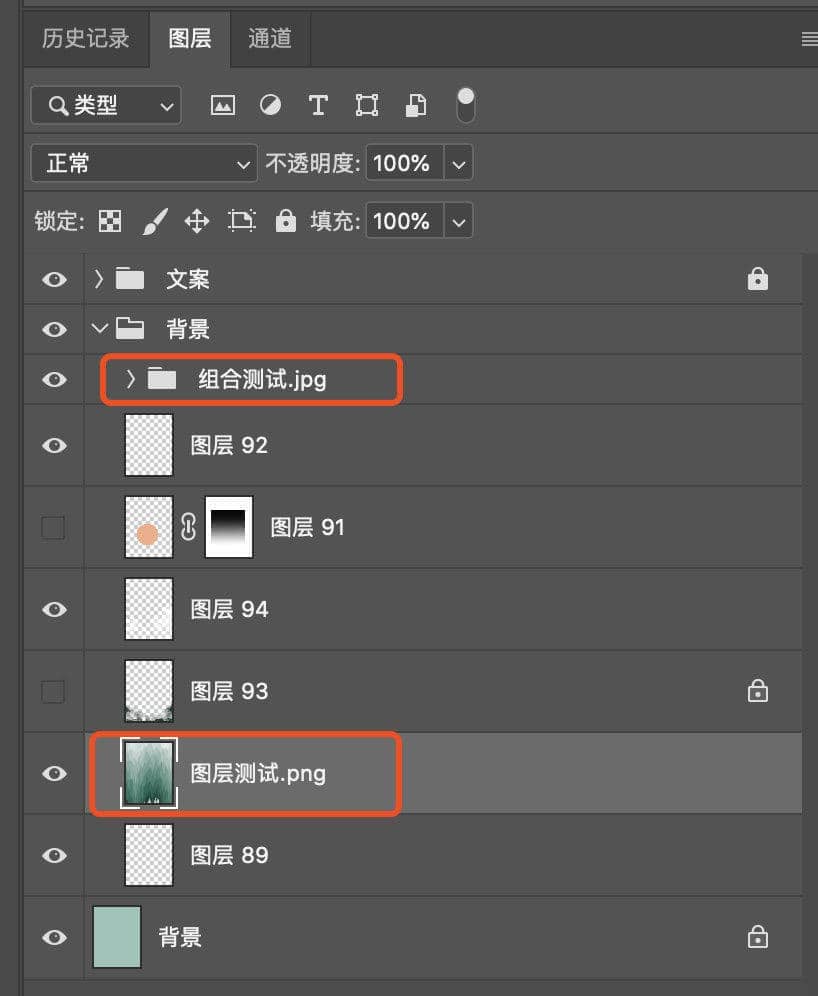 历史记录 图层 通道
类型
正常 不透明度: 100%
锁定: 填充: 100%
文案
背景
组合测试.jpg
图层 92
图层 91
图层 94
图层 93
图层测试.png
图层 89
背景